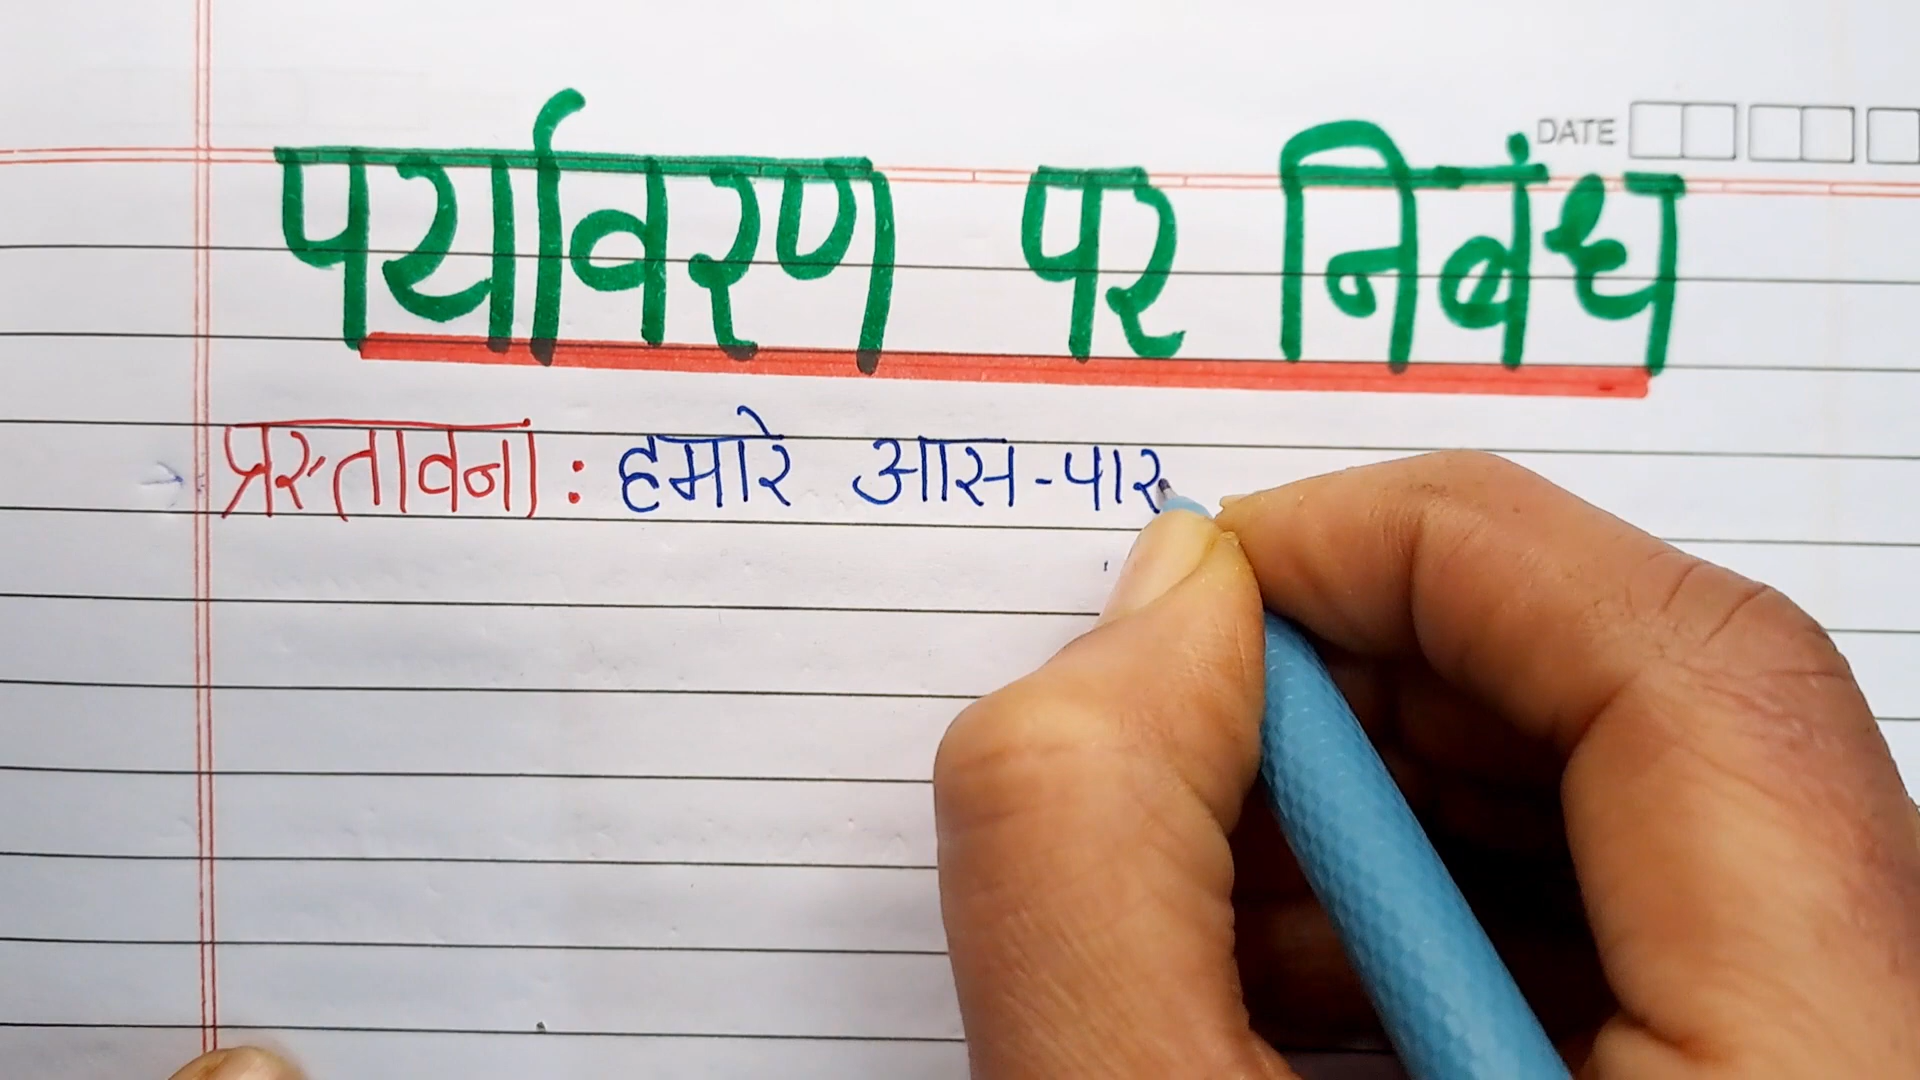 DATE
पर्यावरण पर निबंध
प्रस्तावना : हमारे आस-पार